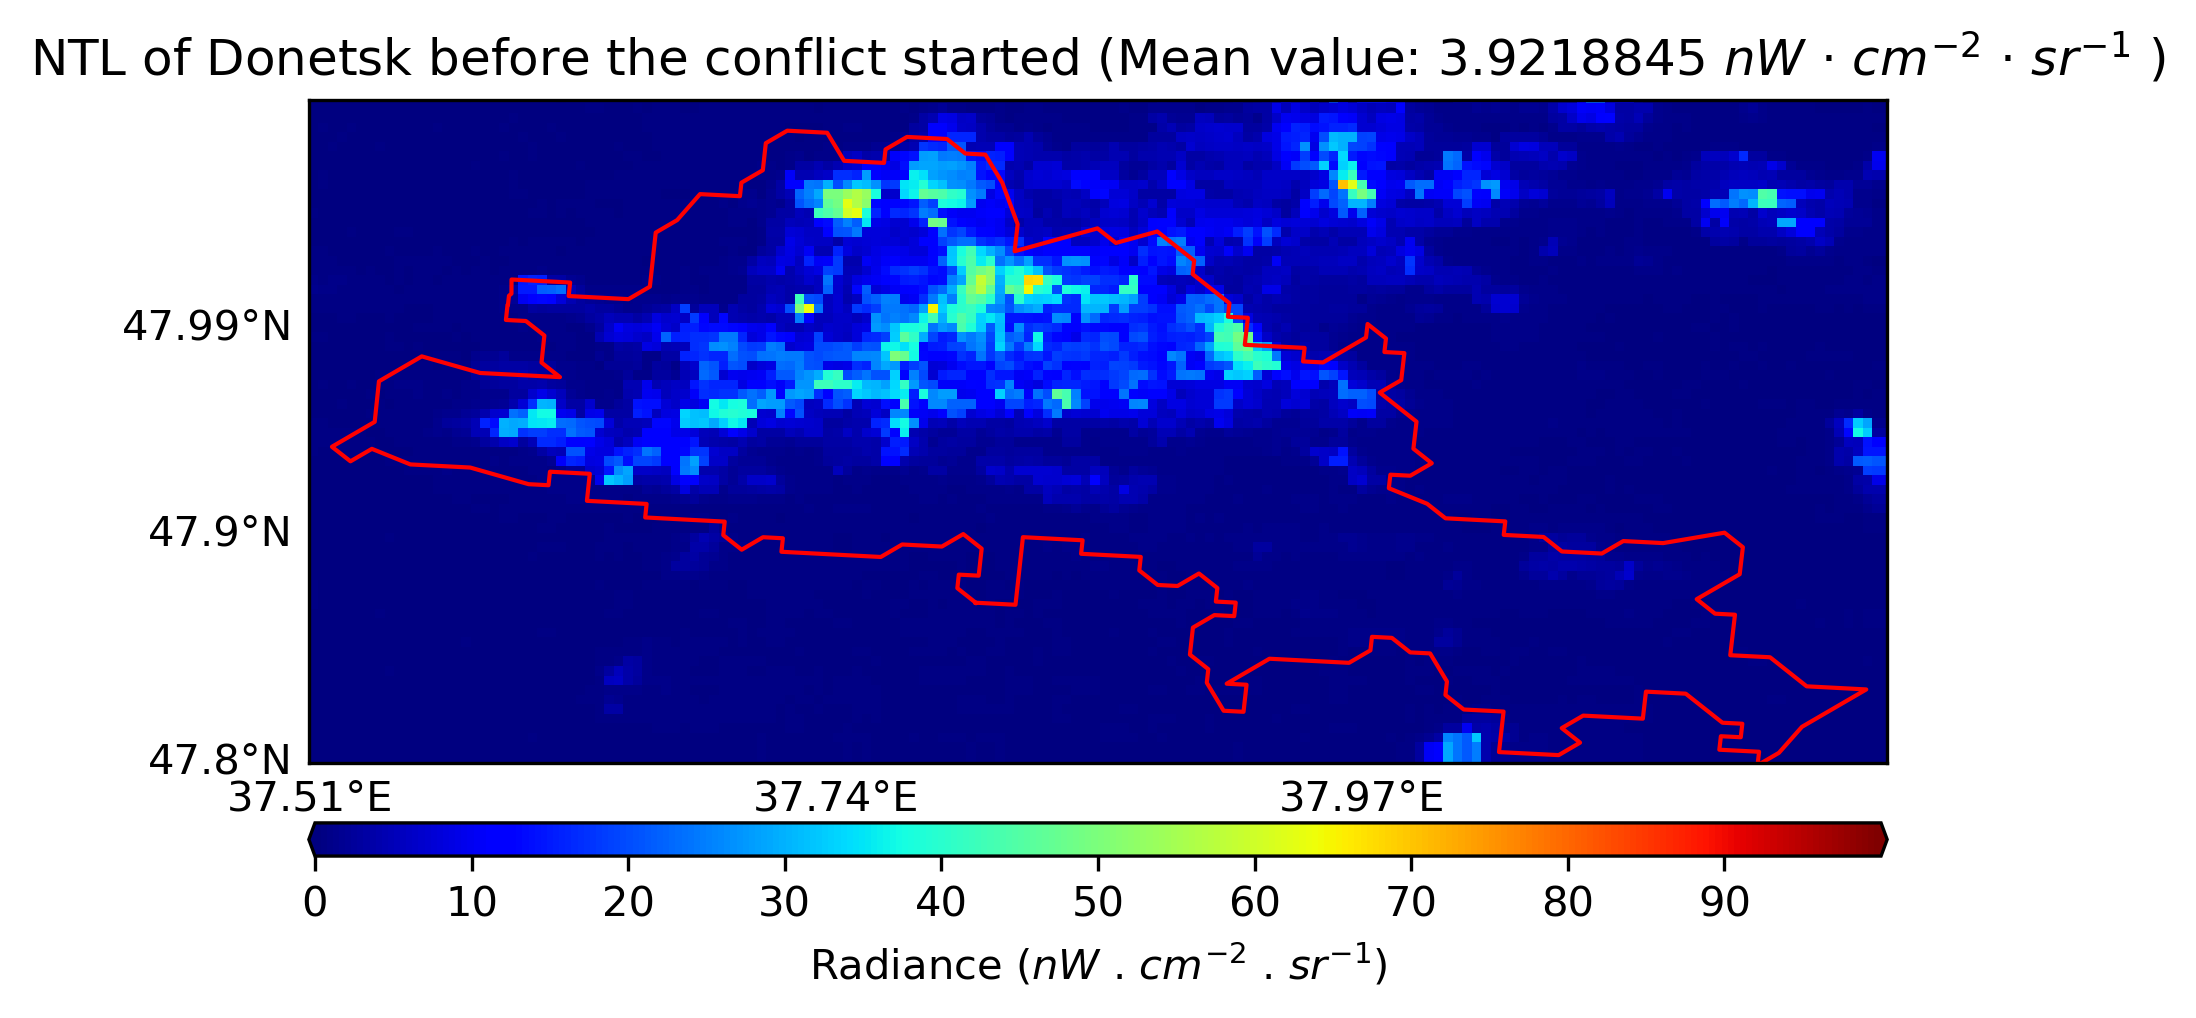 NTL of Donetsk before the conflict started (Mean value: 3.9218845 nW · cm⁻² · sr⁻¹ )
47.99°N
47.9°N
47.8°N
37.51°E 37.74°E 37.97°E
0 10 20 30 40 50 60 70 80 90
Radiance (nW . cm⁻² . sr⁻¹)